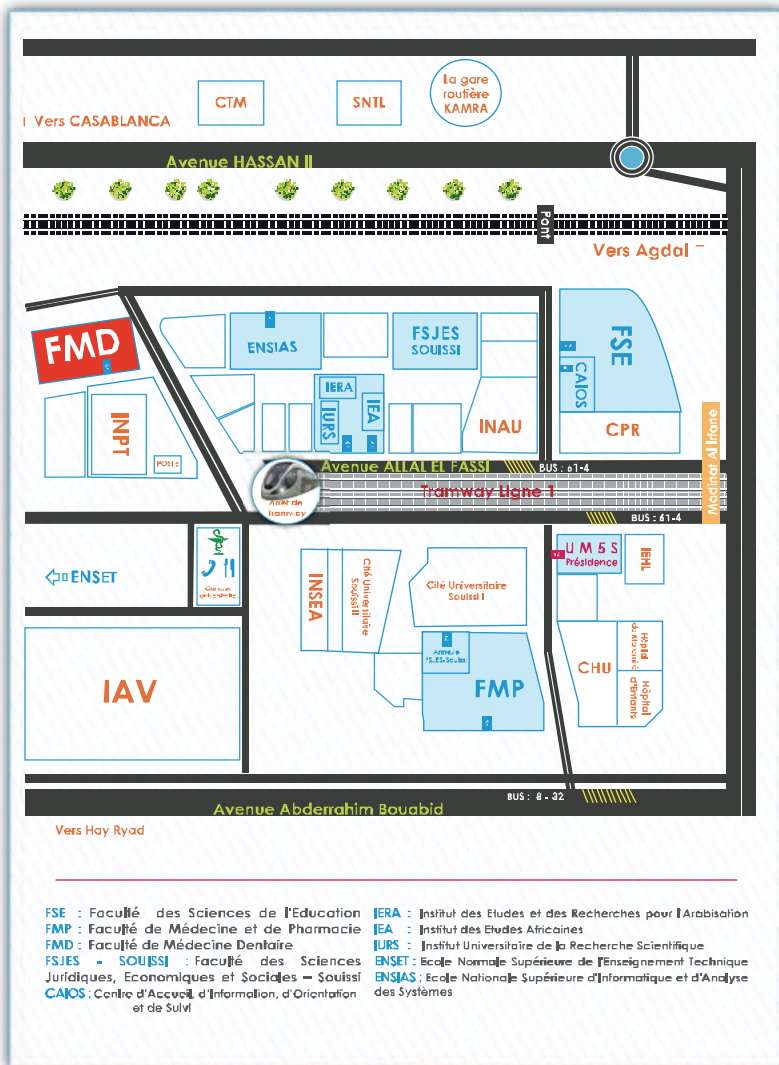 CTM
SNTL
La gare
routière
KAMRA
Vers CASABLANCA
Avenue HASSAN II
Pont
Vers Agdal
FMD
ENSIAS
FSJES
SOUISSI
FSE
CAIOS
IERA
IURS
IEA
INAU
CPR
INPT
POSTE
Madinat Al Irfane
Avenue ALLAL EL FASSI
BUS : 61-4
Tramway Ligne 1
Arrêt de
Tramway
BUS : 61-4
ENSET
UM5S
Présidence
IEHL
INSEA
Cité Universitaire
Souissi II
Cité Universitaire
Souissi I
Annexe
FSJES-Souissi
FMP
CHU
Hôpital
de Maternité
Hôpital
d'Enfants
IAV
BUS : 8 - 32
Avenue Abderrahim Bouabid
Vers Hay Ryad
FSE : Faculté des Sciences de l'Education
FMP : Faculté de Médecine et de Pharmacie
FMD : Faculté de Médecine Dentaire
FSJES - SOUISSI : Faculté des Sciences
Juridiques, Economiques et Sociales – Souissi
CAIOS : Centre d'Accueil, d'Information, d'Orientation
et de Suivi
IERA : Institut des Etudes et des Recherches pour l'Arabisation
IEA : Institut des Etudes Africaines
IURS : Institut Universitaire de la Recherche Scientifique
ENSET : Ecole Normale Supérieure de l'Enseignement Technique
ENSIAS : Ecole Nationale Supérieure d'Informatique et d'Analyse
des Systèmes